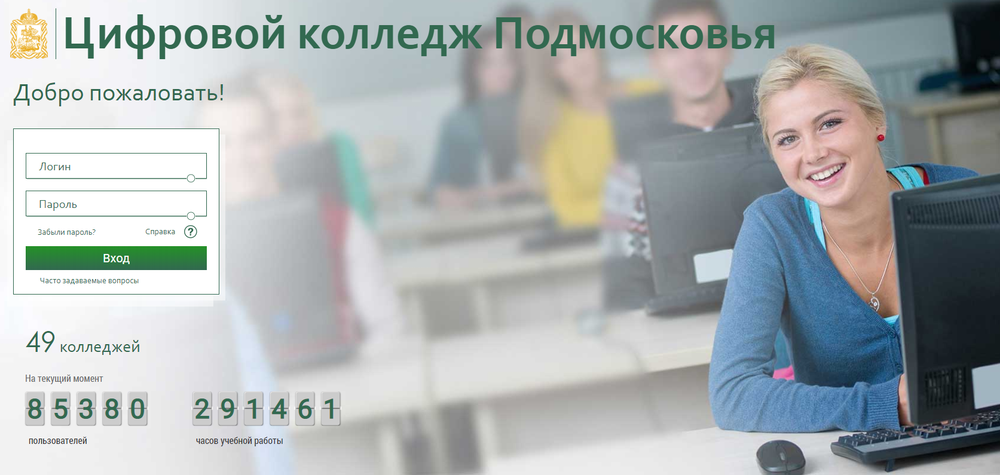 Цифровой колледж Подмосковья
Добро пожаловать!
Логин
Пароль
Забыли пароль? Справка ?
Вход
Часто задаваемые вопросы
49 колледжей
На текущий момент
85380 291461
пользователей часов учебной работы